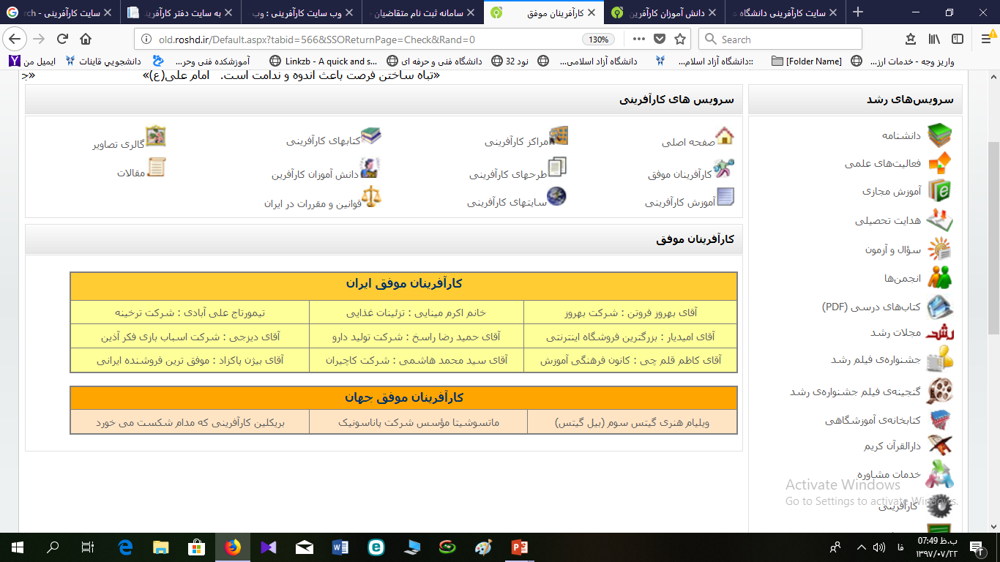 سایت کارآفرینی - rch
به سایت دفتر کارآفرین
وب سایت کارآفرینی : وب
سامانه ثبت نام متقاضیان -
کارآفرینان موفق
دانش آموزان کارآفرین
سایت کارآفرینی دانشگاه
old.roshd.ir/Default.aspx?tabid=566&SSOReturnPage=Check&Rand=0
130%
Search
ایمیل من
دانشجویي قاینات
آموزشکده فنی وحر...
Linkzb - A quick and s...
دانشگاه فنی و حرفه ای
نود 32
دانشگاه آزاد اسلامی...
::دانشگاه آزاد اسلام...
[Folder Name]
واریز وجه - خدمات ارز...
«تباه ساختن فرصت باعث اندوه و ندامت است. امام علی(ع)»
سرویس‌های رشد
دانشنامه
فعالیت‌های علمی
آموزش مجازی
هدایت تحصیلی
سؤال و آزمون
انجمن‌ها
کتاب‌های درسی (PDF)
مجلات رشد
جشنواره‌ی فیلم رشد
گنجینه‌ی فیلم جشنواره‌ی رشد
کتابخانه‌ی آموزشگاهی
دارالقرآن کریم
خدمات مشاوره
کارآفرینی
سرویس های کارآفرینی
صفحه اصلی
مراکز کارآفرینی
کتابهای کارآفرینی
گالری تصاویر
کارآفرینان موفق
طرحهای کارآفرینی
دانش آموزان کارآفرین
مقالات
آموزش کارآفرینی
سایتهای کارآفرینی
قوانین و مقررات در ایران
کارآفرینان موفق
کارآفرینان موفق ایران
آقای بهروز فروتن : شرکت بهروز
خانم اکرم مینایی : تزئینات غذایی
تیمورتاج علی آبادی : شرکت ترخینه
آقای امیدیار : بزرگترین فروشگاه اینترنتی
آقای حمید رضا راسخ : شرکت تولید دارو
آقای دیزجی : شرکت اسباب بازی فکر آذین
آقای کاظم قلم چی : کانون فرهنگی آموزش
آقای سید محمد هاشمی : شرکت کاچیران
آقای بیژن پاکزاد : موفق ترین فروشنده ایرانی
کارآفرینان موفق جهان
ویلیام هنری گیتس سوم (بیل گیتس)
ماتسوشیتا مؤسس شرکت پاناسونیک
بریکلین کارآفرینی که مدام شکست می خورد
Activate Windows
Go to Settings to activate Windows.
فا
07:49 ب.ظ
۱۳۹۷/۰۷/۲۲